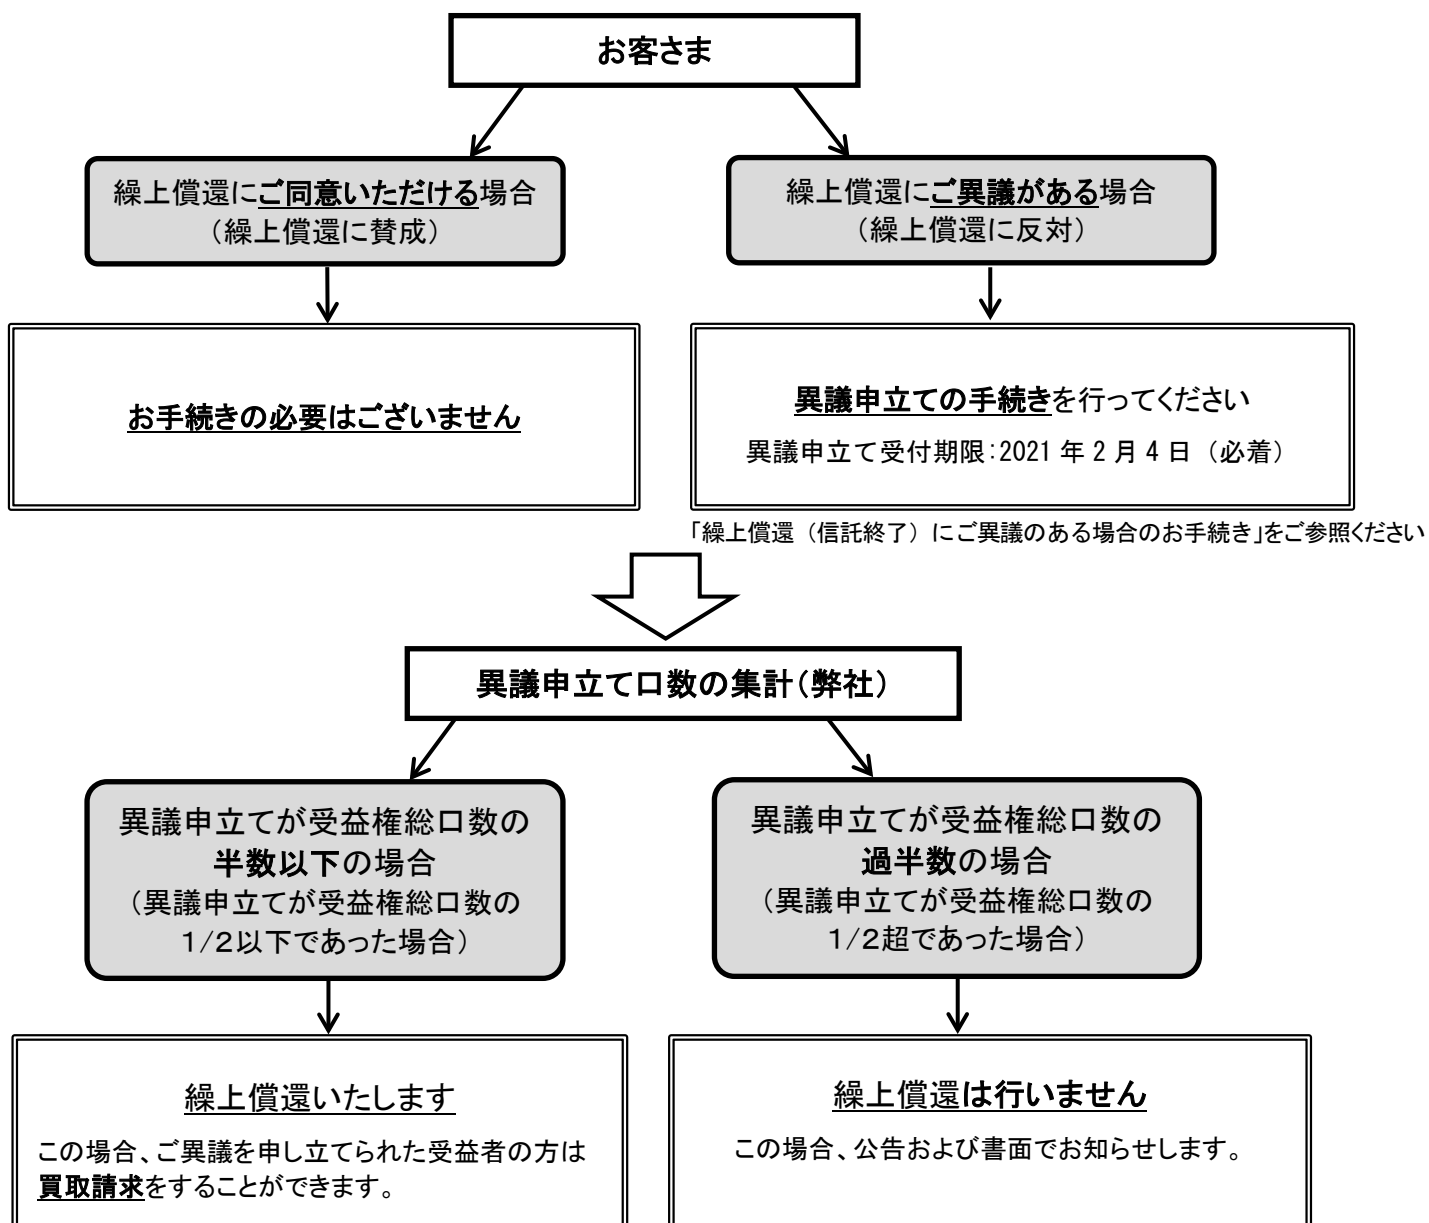 お客さま
繰上償還にご同意いただける場合
（繰上償還に賛成）
繰上償還にご異議がある場合
（繰上償還に反対）
お手続きの必要はございません
異議申立ての手続きを行ってください
異議申立て受付期限：2021 年 2 月 4 日 （必着）
「繰上償還 （信託終了） にご異議のある場合のお手続き」をご参照ください
異議申立て口数の集計（弊社）
異議申立てが受益権総口数の
半数以下の場合
（異議申立てが受益権総口数の
１/２以下であった場合）
異議申立てが受益権総口数の
過半数の場合
（異議申立てが受益権総口数の
１/２超であった場合）
繰上償還いたします
この場合、ご異議を申し立てられた受益者の方は
買取請求をすることができます。
繰上償還は行いません
この場合、公告および書面でお知らせします。